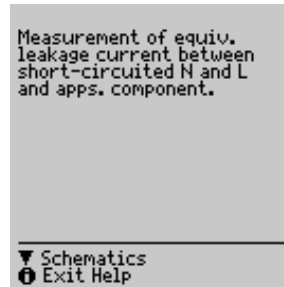 Measurement of equiv.
leakage current between
short-circuited N and L
and apps. component.
Schematics
Exit Help